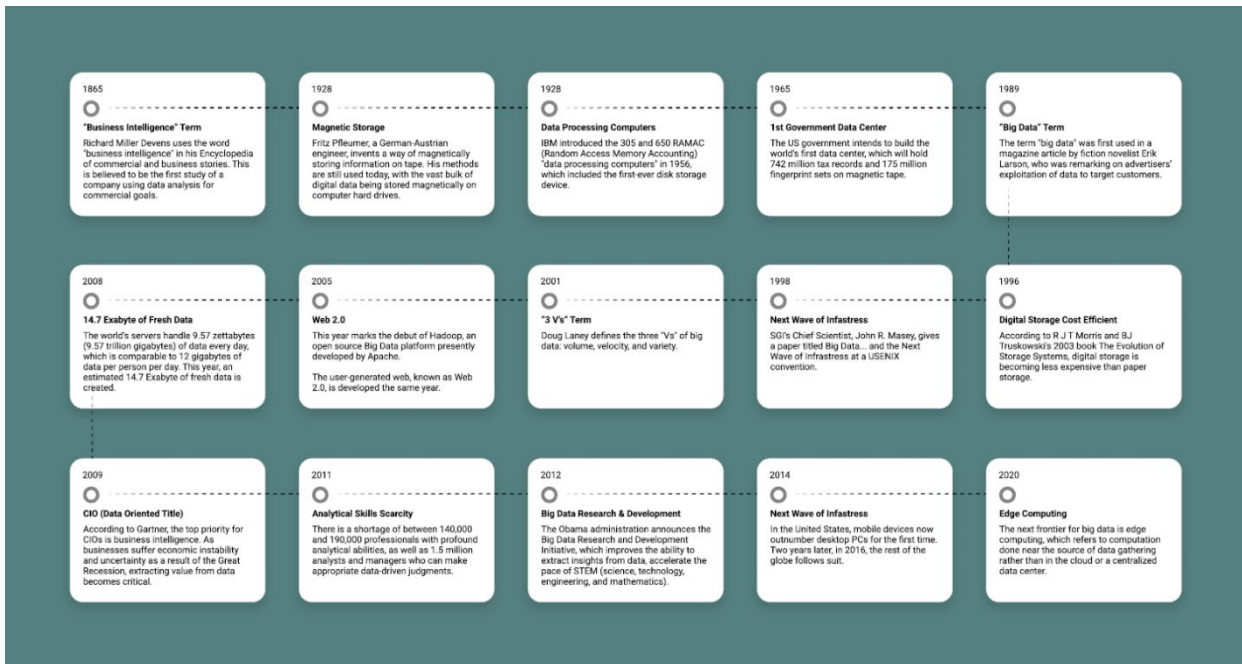 1865
"Business Intelligence" Term
Richard Miller Devens uses the word
"business intelligence" in his Encyclopedia
of commercial and business stories. This
is believed to be the first study of a
company using data analysis for
commercial goals.
1928
Magnetic Storage
Fritz Pfleumer, a German-Austrian
engineer, invents a way of magnetically
storing information on tape. His methods
are still used today, with the vast bulk of
digital data being stored magnetically on
computer hard drives.
1928
Data Processing Computers
IBM introduced the 305 and 650 RAMAC
(Random Access Memory Accounting)
"data processing computers" in 1956,
which included the first-ever disk storage
device.
1965
1st Government Data Center
The US government intends to build the
world's first data center, which will hold
742 million tax records and 175 million
fingerprint sets on magnetic tape.
1989
"Big Data" Term
The term "big data" was first used in a
magazine article by fiction novelist Erik
Larson, who was remarking on advertisers'
exploitation of data to target customers.
2008
14.7 Exabyte of Fresh Data
The world's servers handle 9.57 zettabytes
(9.57 trillion gigabytes) of data every day,
which is comparable to 12 gigabytes of
data per person per day. This year, an
estimated 14.7 Exabyte of fresh data is
created.
2005
Web 2.0
This year marks the debut of Hadoop, an
open source Big Data platform presently
developed by Apache.
The user-generated web, known as Web
2.0, is developed the same year.
2001
"3 V's" Term
Doug Laney defines the three "Vs" of big
data: volume, velocity, and variety.
1998
Next Wave of Infastress
SGI's Chief Scientist, John R. Masey, gives
a paper titled Big Data... and the Next
Wave of Infrastress at a USENIX
convention.
1996
Digital Storage Cost Efficient
According to R J T Morris and BJ
Truskowski's 2003 book The Evolution of
Storage Systems, digital storage is
becoming less expensive than paper
storage.
2009
CIO (Data Oriented Title)
According to Gartner, the top priority for
CIOs is business intelligence. As
businesses suffer economic instability
and uncertainty as a result of the Great
Recession, extracting value from data
becomes critical.
2011
Analytical Skills Scarcity
There is a shortage of between 140,000
and 190,000 professionals with profound
analytical abilities, as well as 1.5 million
analysts and managers who can make
appropriate data-driven judgments.
2012
Big Data Research & Development
The Obama administration announces the
Big Data Research and Development
Initiative, which improves the ability to
extract insights from data, accelerate the
pace of STEM (science, technology,
engineering, and mathematics).
2014
Next Wave of Infastress
In the United States, mobile devices now
outnumber desktop PCs for the first time.
Two years later, in 2016, the rest of the
globe follows suit.
2020
Edge Computing
The next frontier for big data is edge
computing, which refers to computation
done near the source of data gathering
rather than in the cloud or a centralized
data center.